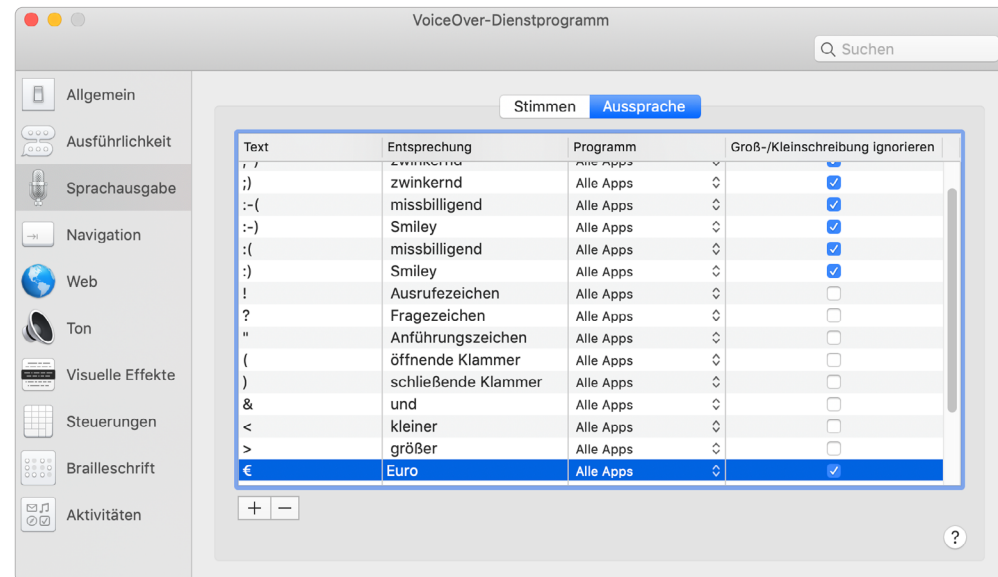 VoiceOver-Dienstprogramm
Suchen
Allgemein
Ausführlichkeit
Sprachausgabe
Navigation
Web
Ton
Visuelle Effekte
Steuerungen
Brailleschrift
Aktivitäten
Stimmen Aussprache
Text Entsprechung Programm Groß-/Kleinschreibung ignorieren
;-) zwinkernd Alle Apps
;) zwinkernd Alle Apps
:-( missbilligend Alle Apps
:-) Smiley Alle Apps
:( missbilligend Alle Apps
:) Smiley Alle Apps
! Ausrufezeichen Alle Apps
? Fragezeichen Alle Apps
" Anführungszeichen Alle Apps
( öffnende Klammer Alle Apps
) schließende Klammer Alle Apps
& und Alle Apps
< kleiner Alle Apps
> größer Alle Apps
€ Euro Alle Apps
+ −
?